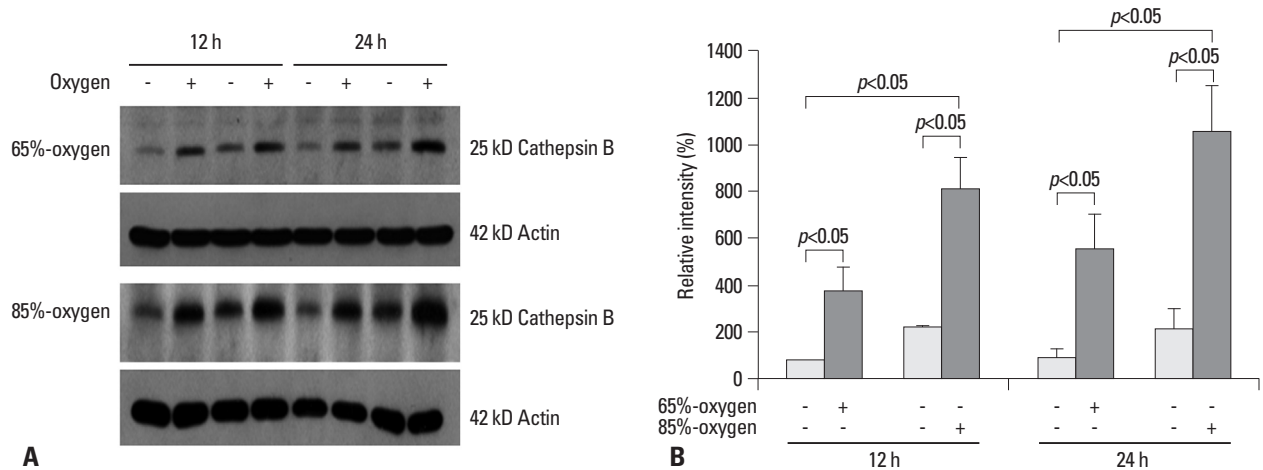 12 h 24 h
Oxygen - + - + - + - +
65%-oxygen 25 kD Cathepsin B
42 kD Actin
85%-oxygen 25 kD Cathepsin B
42 kD Actin
A
Relative intensity (%)
1400
1200
1000
800
600
400
200
0
p<0.05
p<0.05
p<0.05
p<0.05
p<0.05
p<0.05
65%-oxygen - + - - - + - -
85%-oxygen - - - + - - - +
12 h 24 h
B